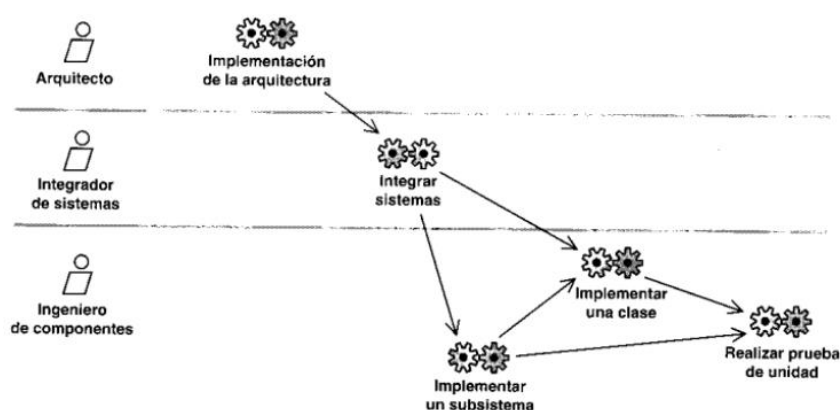 Arquitecto
Implementación
de la arquitectura
Integrador
de sistemas
Integrar
sistemas
Ingeniero
de componentes
Implementar
una clase
Realizar prueba
de unidad
Implementar
un subsistema